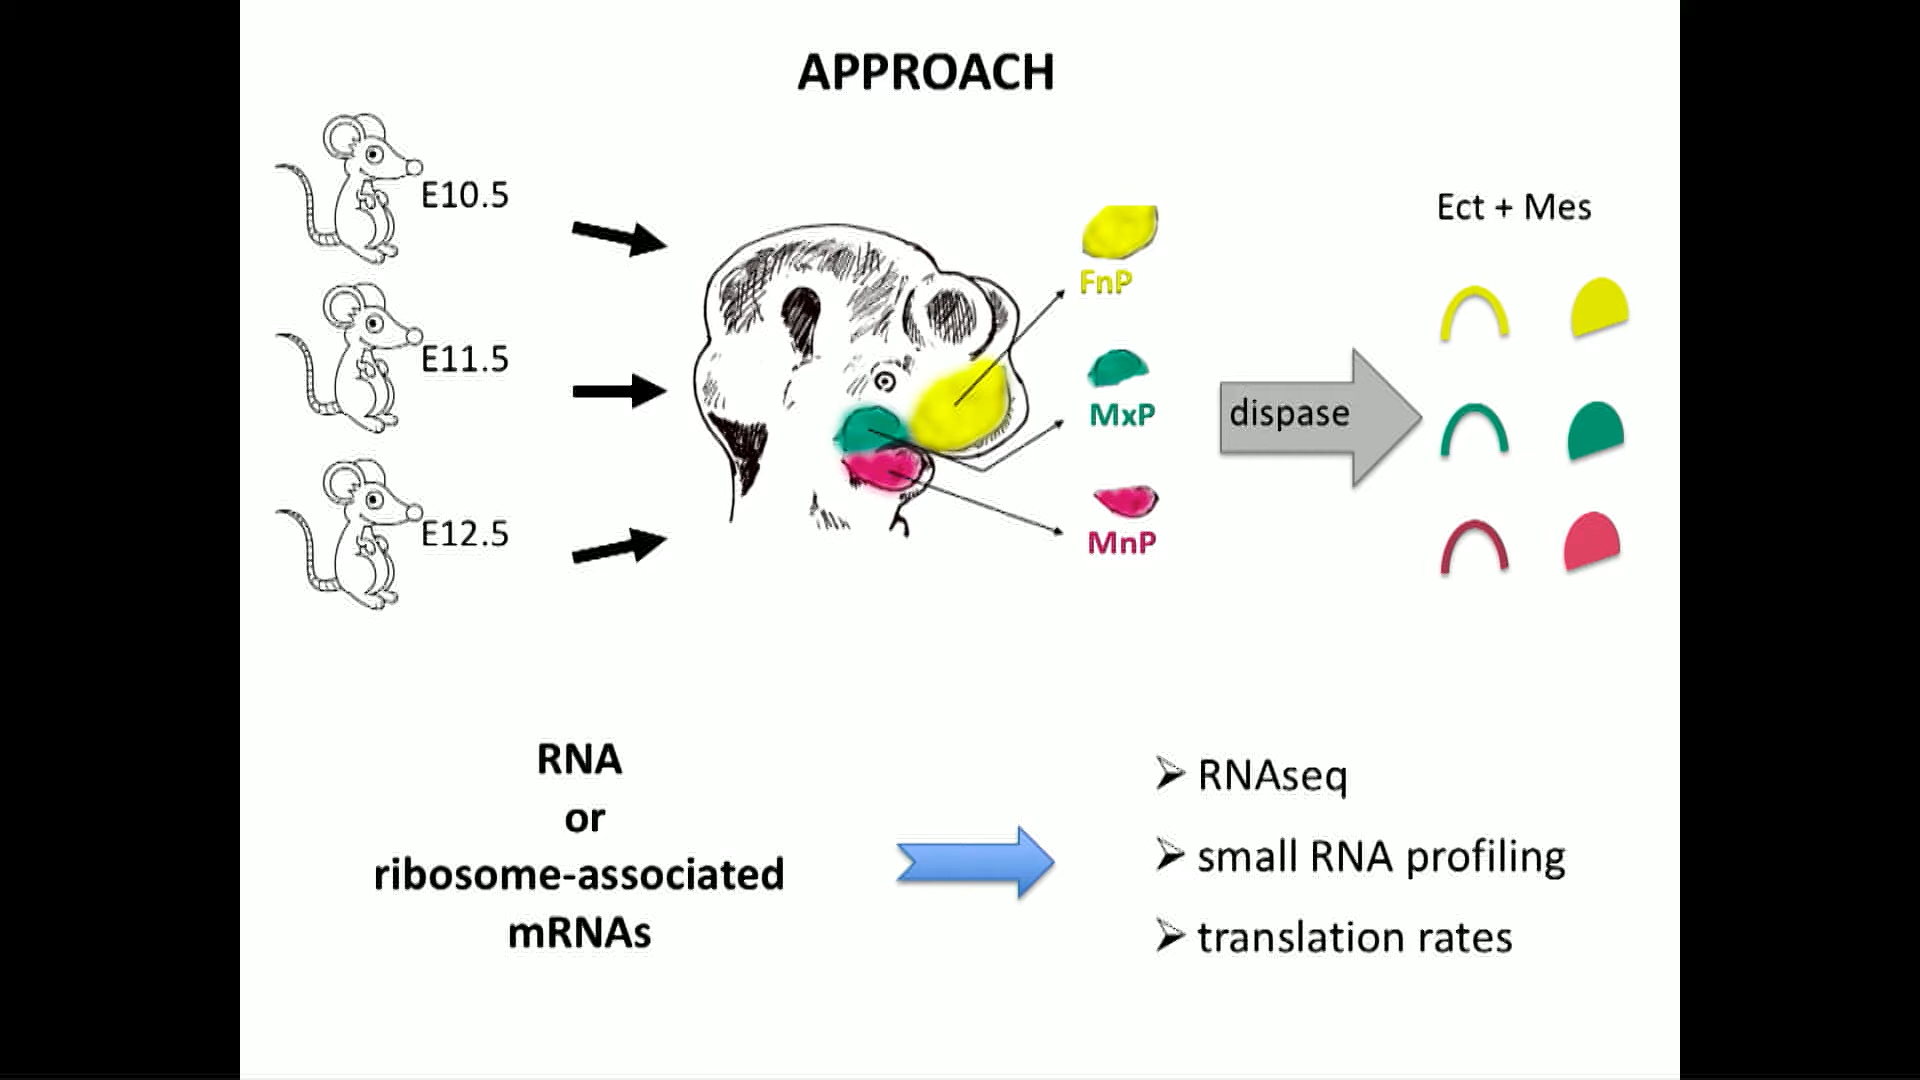 APPROACH
E10.5
E11.5
E12.5
FnP
MxP
MnP
dispase
Ect + Mes
RNA
or
ribosome-associated
mRNAs
➢ RNAseq
➢ small RNA profiling
➢ translation rates